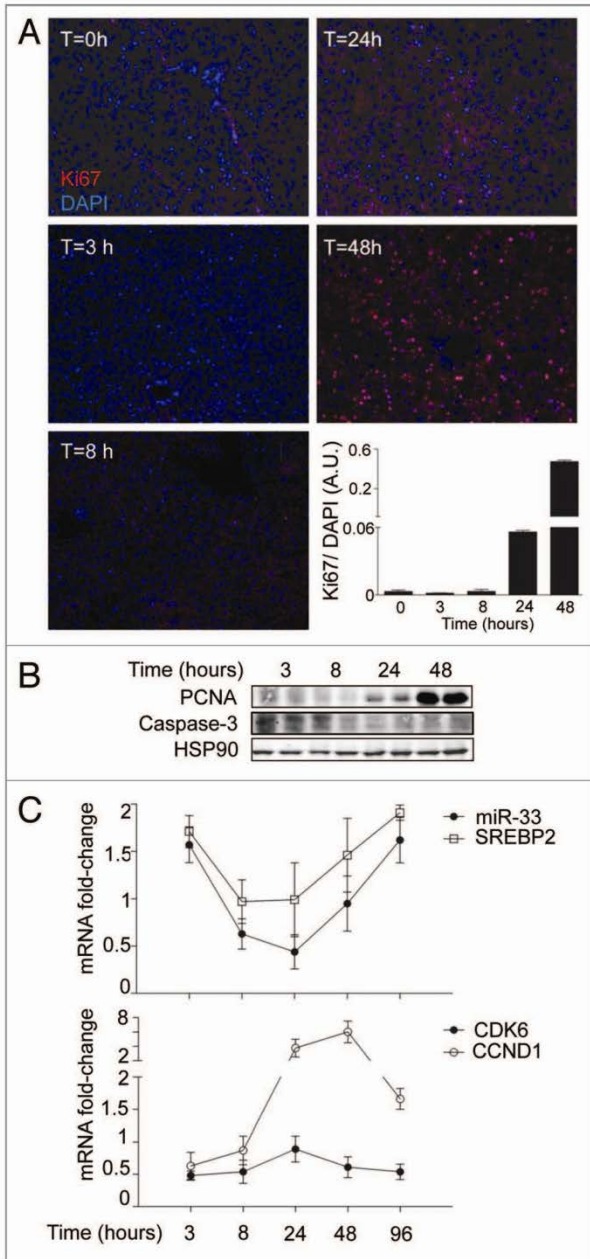 A
T=0h
Ki67
DAPI
T=24h
T=3 h
T=48h
T=8 h
Ki67/ DAPI (A.U.)
0.6
0.2
0.06
0
0 3 8 24 48
Time (hours)
B
Time (hours) 3 8 24 48
PCNA
Caspase-3
HSP90
C
mRNA fold-change
2
1.5
1
0.5
0
miR-33
SREBP2
mRNA fold-change
8
2
2
1.5
1
0.5
0
CDK6
CCND1
Time (hours) 3 8 24 48 96